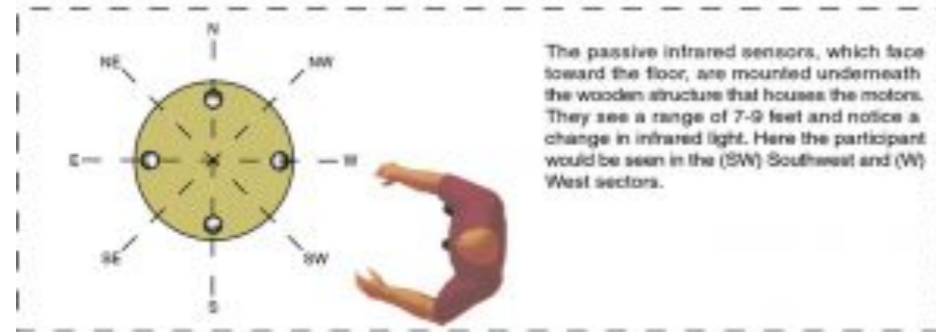 N
NE NW
E W
SE SW
S
The passive infrared sensors, which face
toward the floor, are mounted underneath
the wooden structure that houses the motors.
They see a range of 7-9 feet and notice a
change in infrared light. Here the participant
would be seen in the (SW) Southwest and (W)
West sectors.